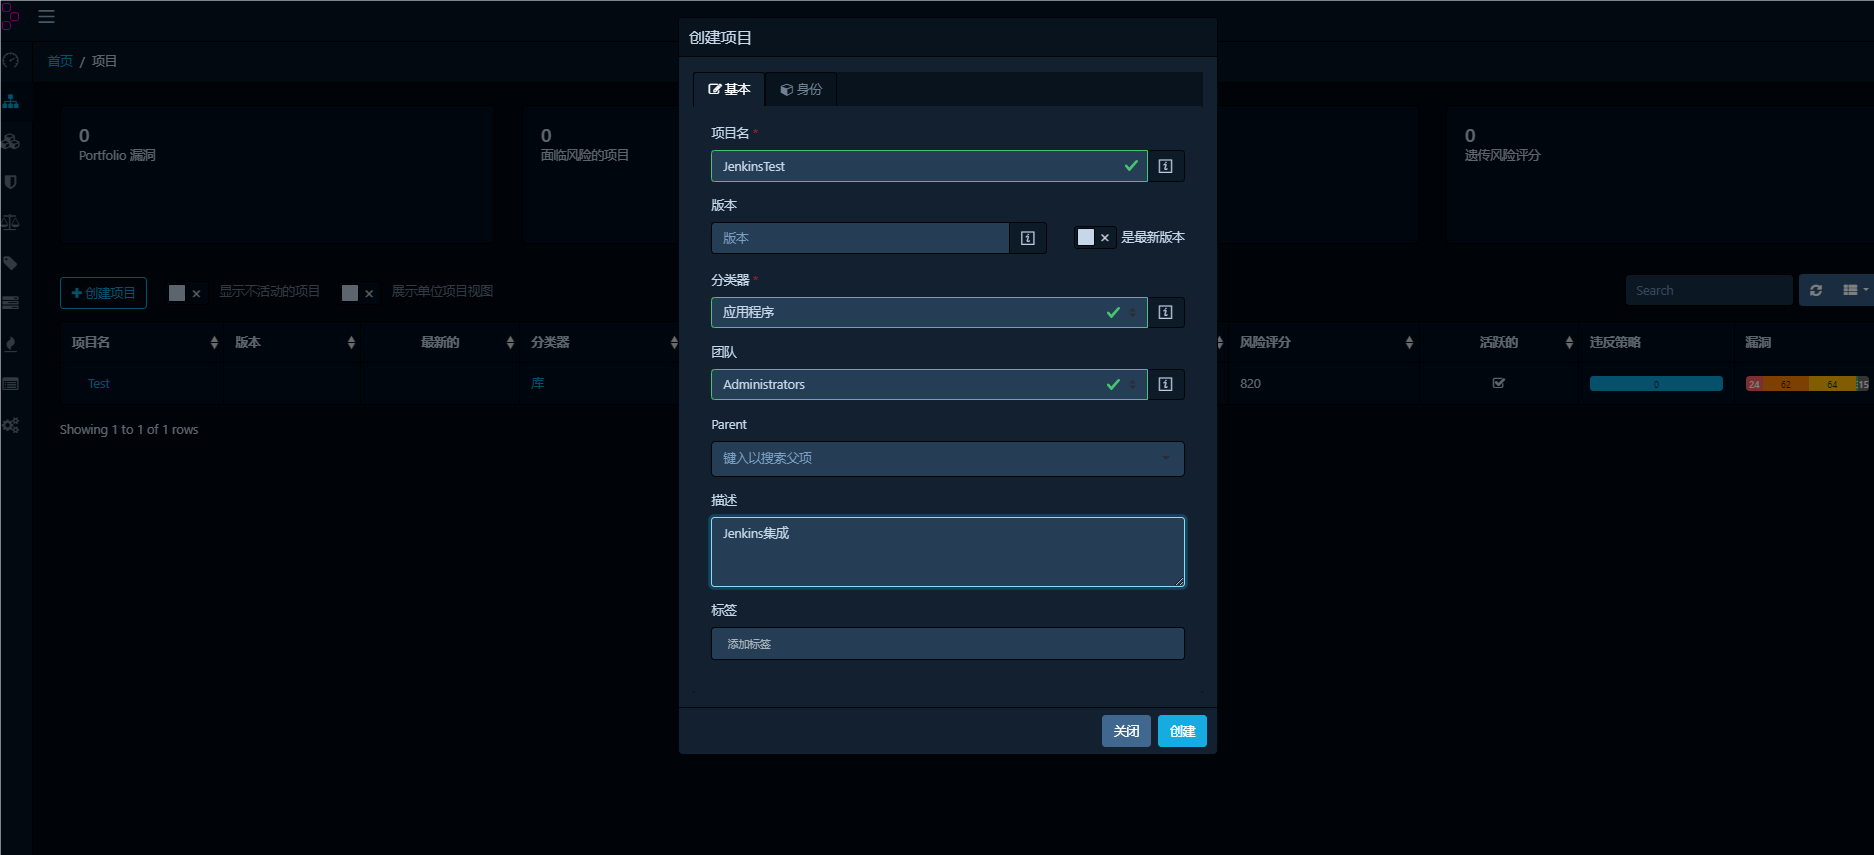 首页 / 项目
0
Portfolio 漏洞
0
面临风险的项目
0
遗传风险评分
创建项目
显示不活动的项目
展示单位项目视图
Search
项目名
版本
最新的
分类器
风险评分
活跃的
违反策略
漏洞
Test
库
820
0
24 62 64 15
Showing 1 to 1 of 1 rows
创建项目
基本
身份
项目名 *
JenkinsTest
版本
版本
是最新版本
分类器 *
应用程序
团队
Administrators
Parent
键入以搜索父项
描述
Jenkins集成
标签
添加标签
关闭
创建